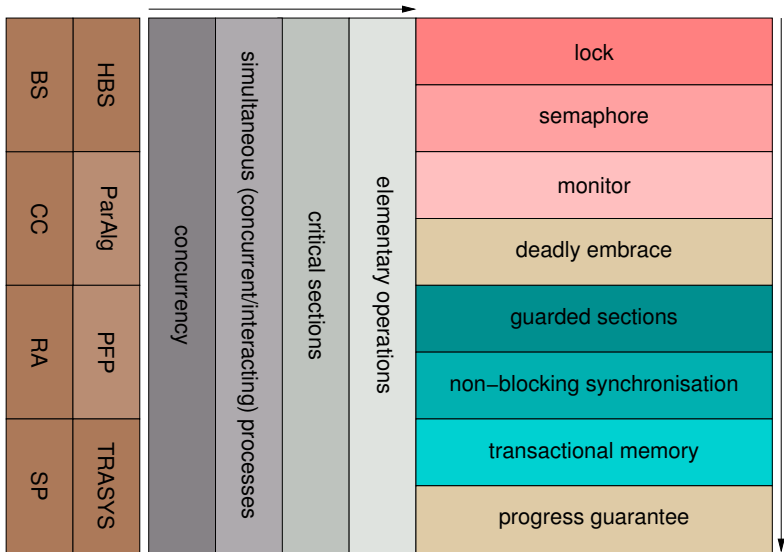 BS
CC
RA
SP
HBS
ParAlg
PFP
TRASYS
concurrency
simultaneous (concurrent/interacting) processes
critical sections
elementary operations
lock
semaphore
monitor
deadly embrace
guarded sections
non−blocking synchronisation
transactional memory
progress guarantee